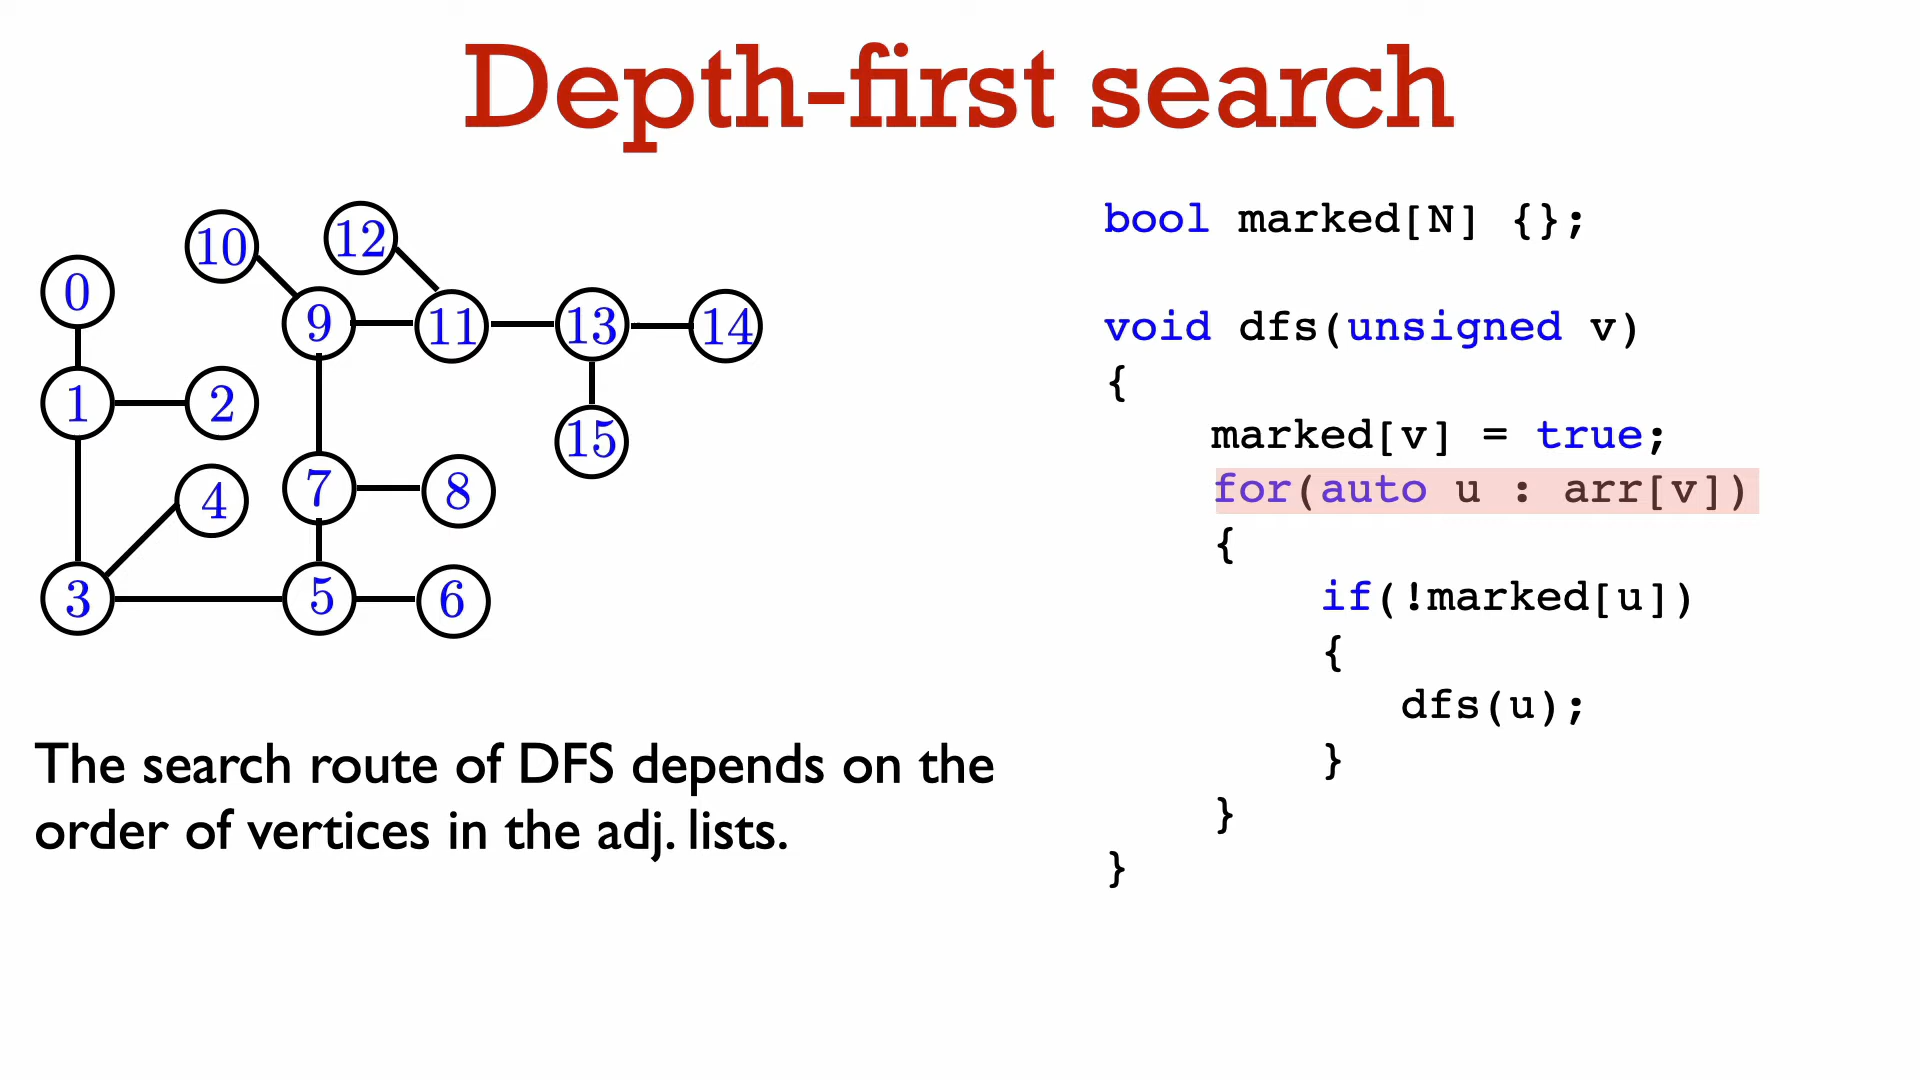 Depth-first search
0
1
2
3
4
5
6
7
8
9
10
11
12
13
14
15
The search route of DFS depends on the
order of vertices in the adj. lists.
bool marked[N] {};
void dfs(unsigned v)
{
marked[v] = true;
for(auto u : arr[v])
{
if(!marked[u])
{
dfs(u);
}
}
}